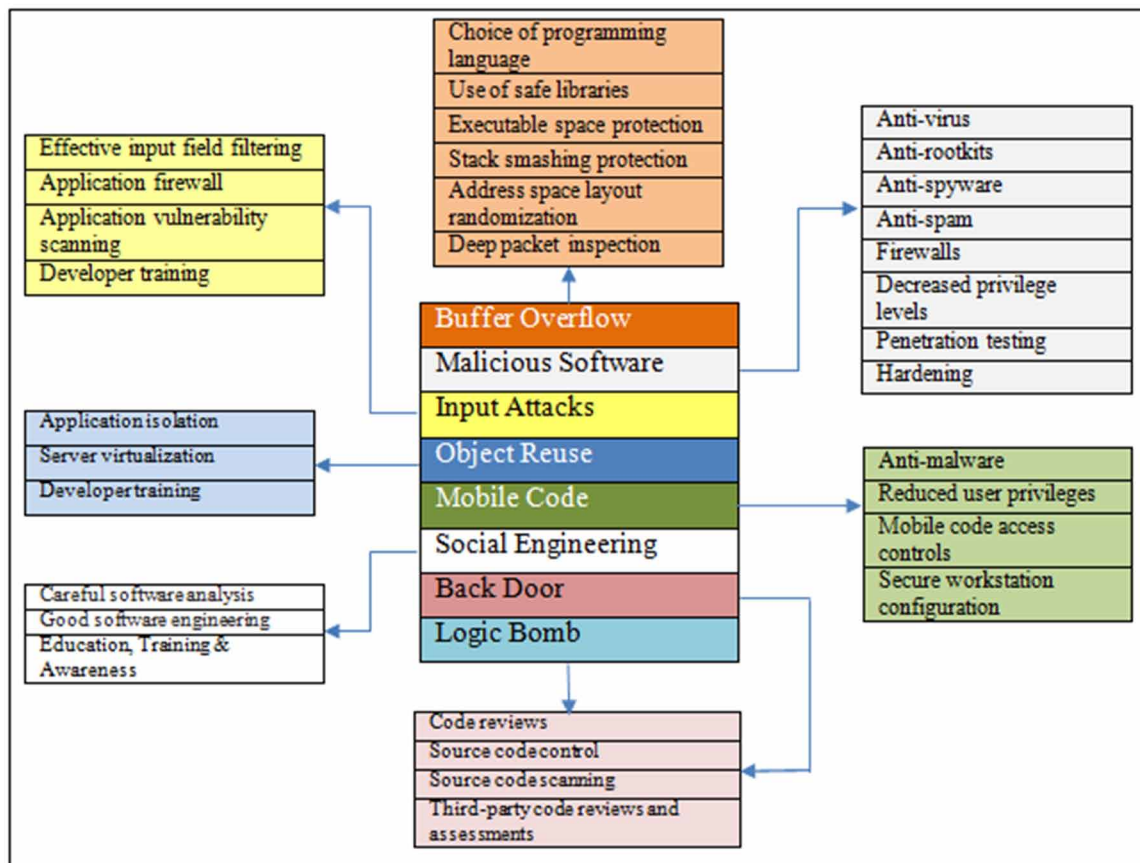 Choice of programming
language
Use of safe libraries
Executable space protection
Stack smashing protection
Address space layout
randomization
Deep packet inspection
Effective input field filtering
Application firewall
Application vulnerability
scanning
Developer training
Anti-virus
Anti-rootkits
Anti-spyware
Anti-spam
Firewalls
Decreased privilege
levels
Penetration testing
Hardening
Buffer Overflow
Malicious Software
Input Attacks
Object Reuse
Mobile Code
Social Engineering
Back Door
Logic Bomb
Application isolation
Server virtualization
Developer training
Anti-malware
Reduced user privileges
Mobile code access
controls
Secure workstation
configuration
Careful software analysis
Good software engineering
Education, Training &
Awareness
Code reviews
Source code control
Source code scanning
Third-party code reviews and
assessments